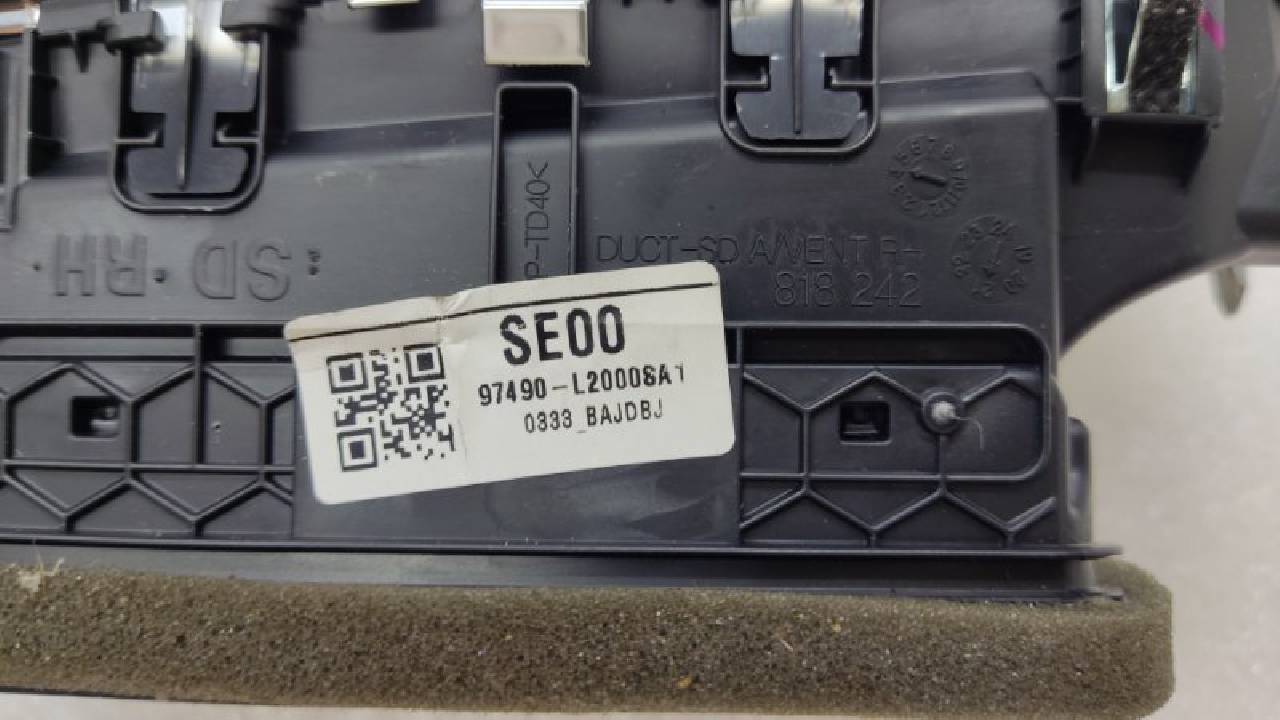 P-TD40<
DUCT-SD A/VENT R-
818 242
SD RH
SE00
97490-L2000SA1
0333_BAJDBJ